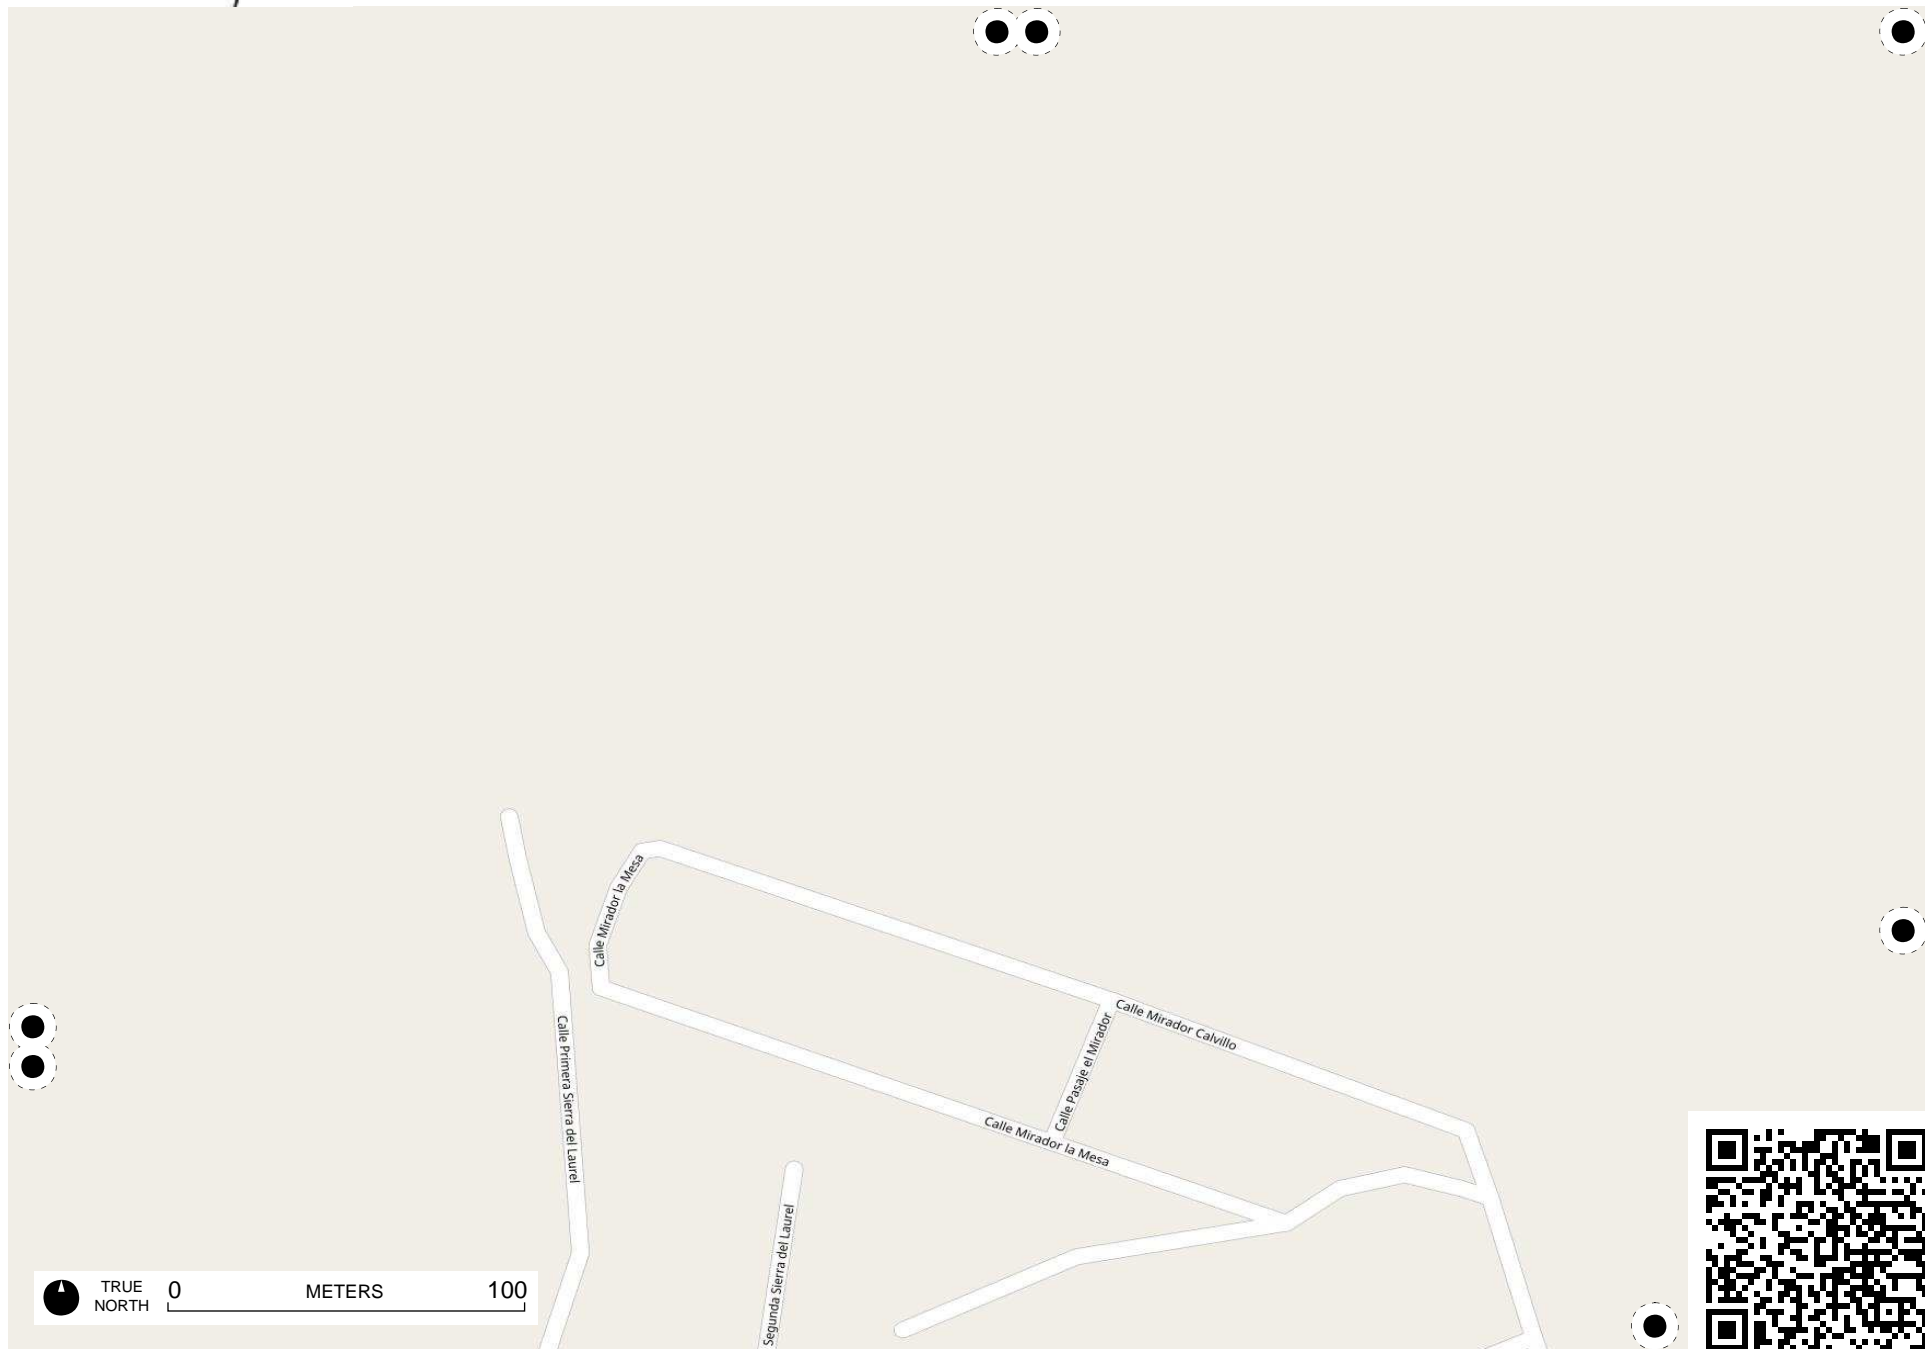 Calle Mirador la Mesa
Calle Mirador Calvillo
Calle Pasaje el Mirador
Calle Primera Sierra del Laurel
Calle Mirador la Mesa
Segunda Sierra del Laurel
TRUE NORTH
0 METERS 100